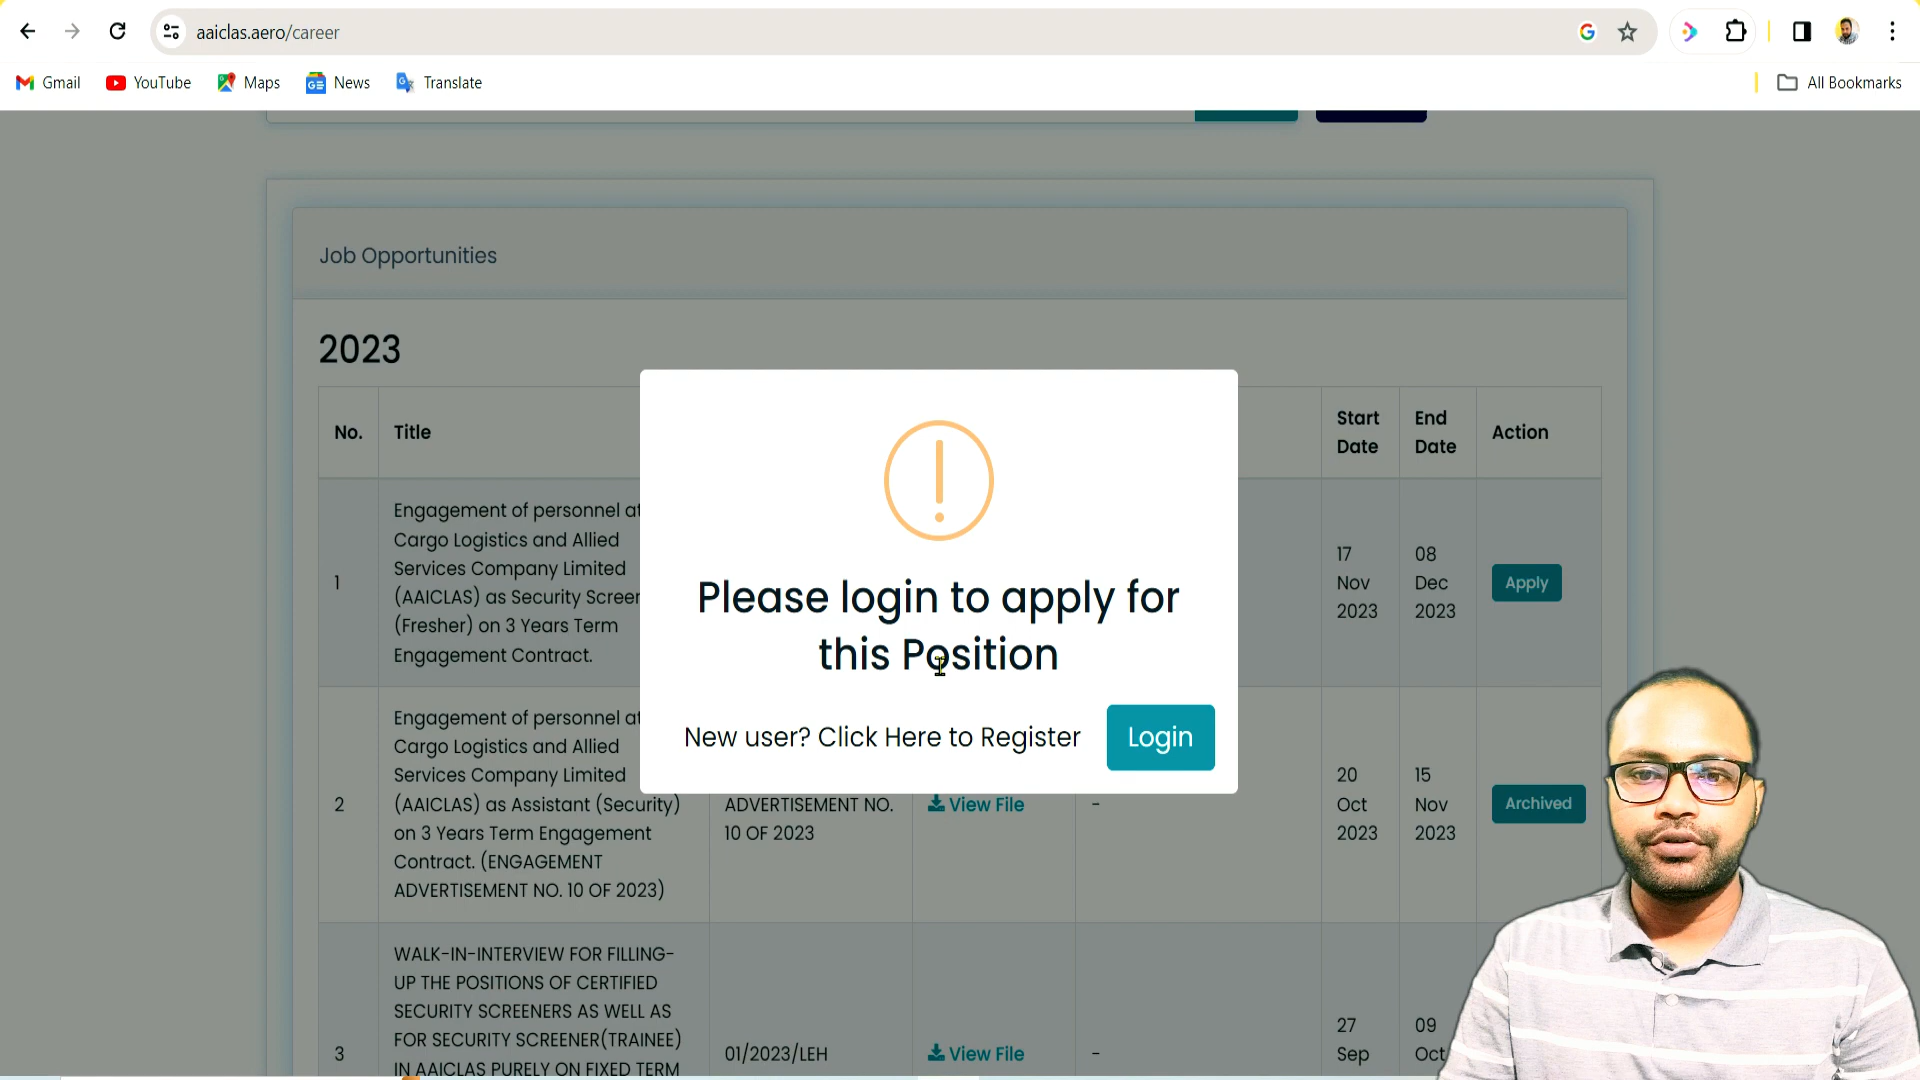 aaiclas.aero/career
Gmail
YouTube
Maps
News
Translate
All Bookmarks
Job Opportunities
2023
No.
Title
Start
Date
End
Date
Action
1
Engagement of personnel at
Cargo Logistics and Allied
Services Company Limited
(AAICLAS) as Security Screen
(Fresher) on 3 Years Term
Engagement Contract.
17
Nov
2023
08
Dec
2023
Apply
Please login to apply for
this Position
New user? Click Here to Register
Login
2
Engagement of personnel at
Cargo Logistics and Allied
Services Company Limited
(AAICLAS) as Assistant (Security)
on 3 Years Term Engagement
Contract. (ENGAGEMENT
ADVERTISEMENT NO. 10 OF 2023)
ADVERTISEMENT NO.
10 OF 2023
View File
-
20
Oct
2023
15
Nov
2023
Archived
3
WALK-IN-INTERVIEW FOR FILLING-
UP THE POSITIONS OF CERTIFIED
SECURITY SCREENERS AS WELL AS
FOR SECURITY SCREENER(TRAINEE)
IN AAICLAS PURELY ON FIXED TERM
01/2023/LEH
View File
-
27
Sep
09
Oct